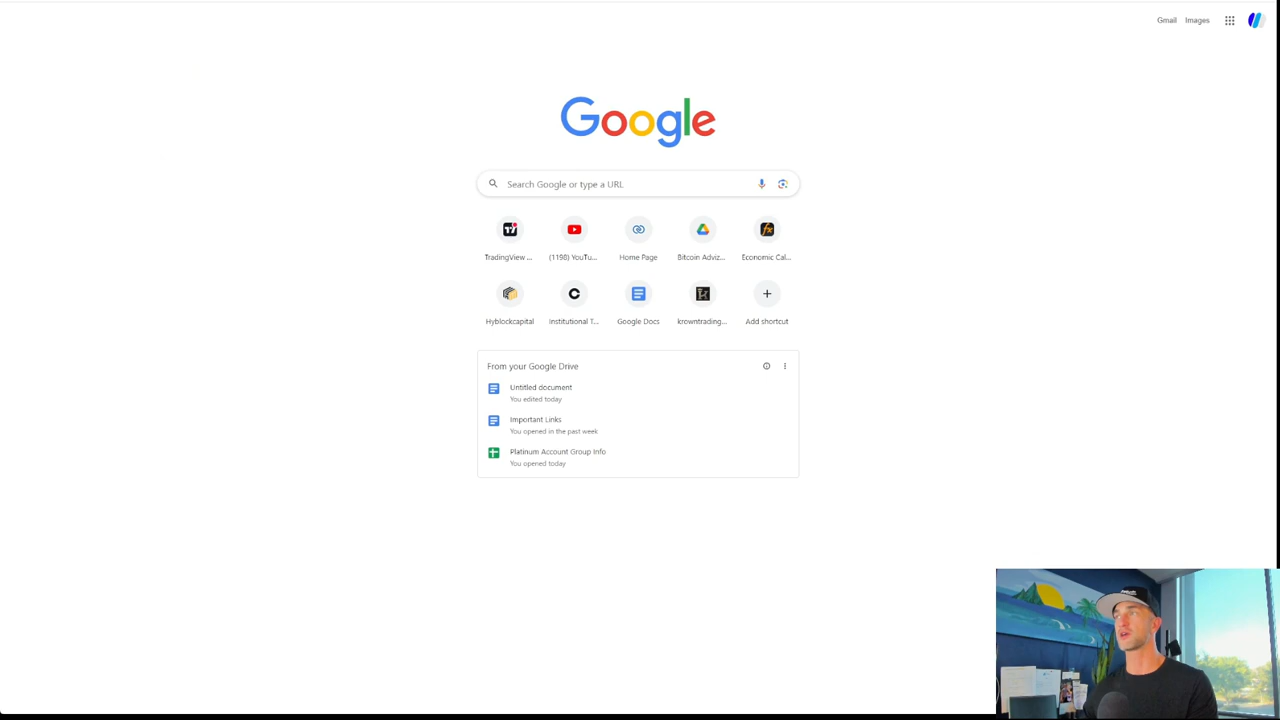 Gmail Images
Google
Search Google or type a URL
TradingView ...
(1198) YouTu...
Home Page
Bitcoin Adviz...
Economic Cal...
Hyblockcapital
Institutional T...
Google Docs
krowntrading...
Add shortcut
From your Google Drive
Untitled document
You edited today
Important Links
You opened in the past week
Platinum Account Group Info
You opened today